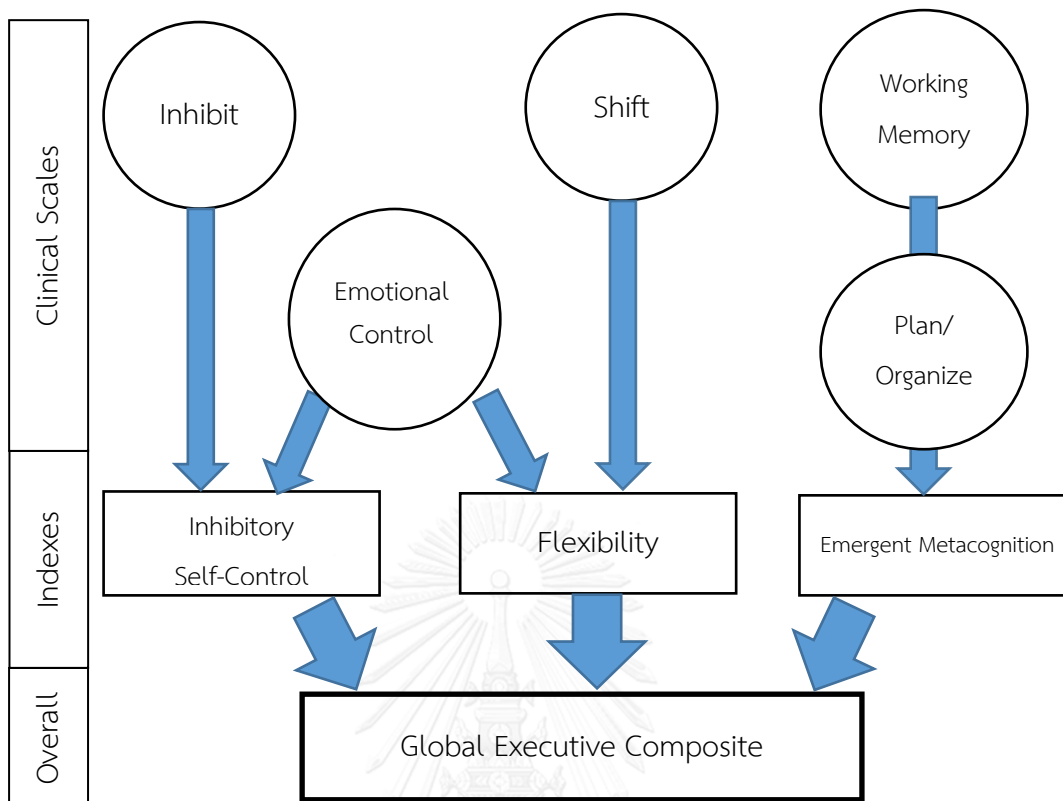 Clinical Scales
Inhibit
Shift
Working
Memory
Emotional
Control
Plan/
Organize
Indexes
Inhibitory
Self-Control
Flexibility
Emergent Metacognition
Overall
Global Executive Composite